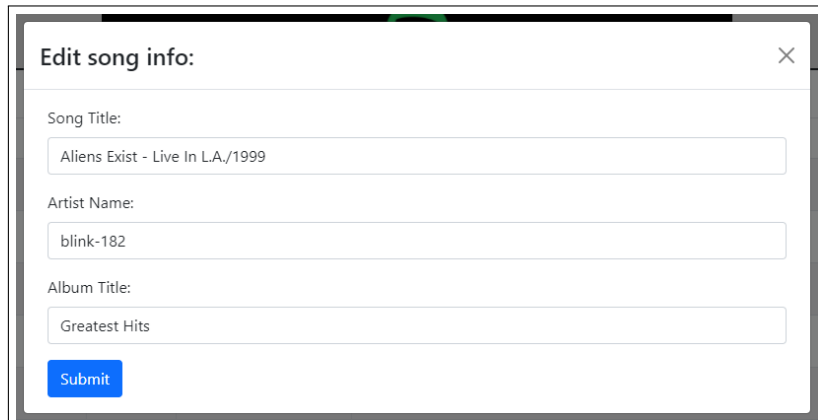 Edit song info:
Song Title:
Aliens Exist - Live In L.A./1999
Artist Name:
blink-182
Album Title:
Greatest Hits
Submit